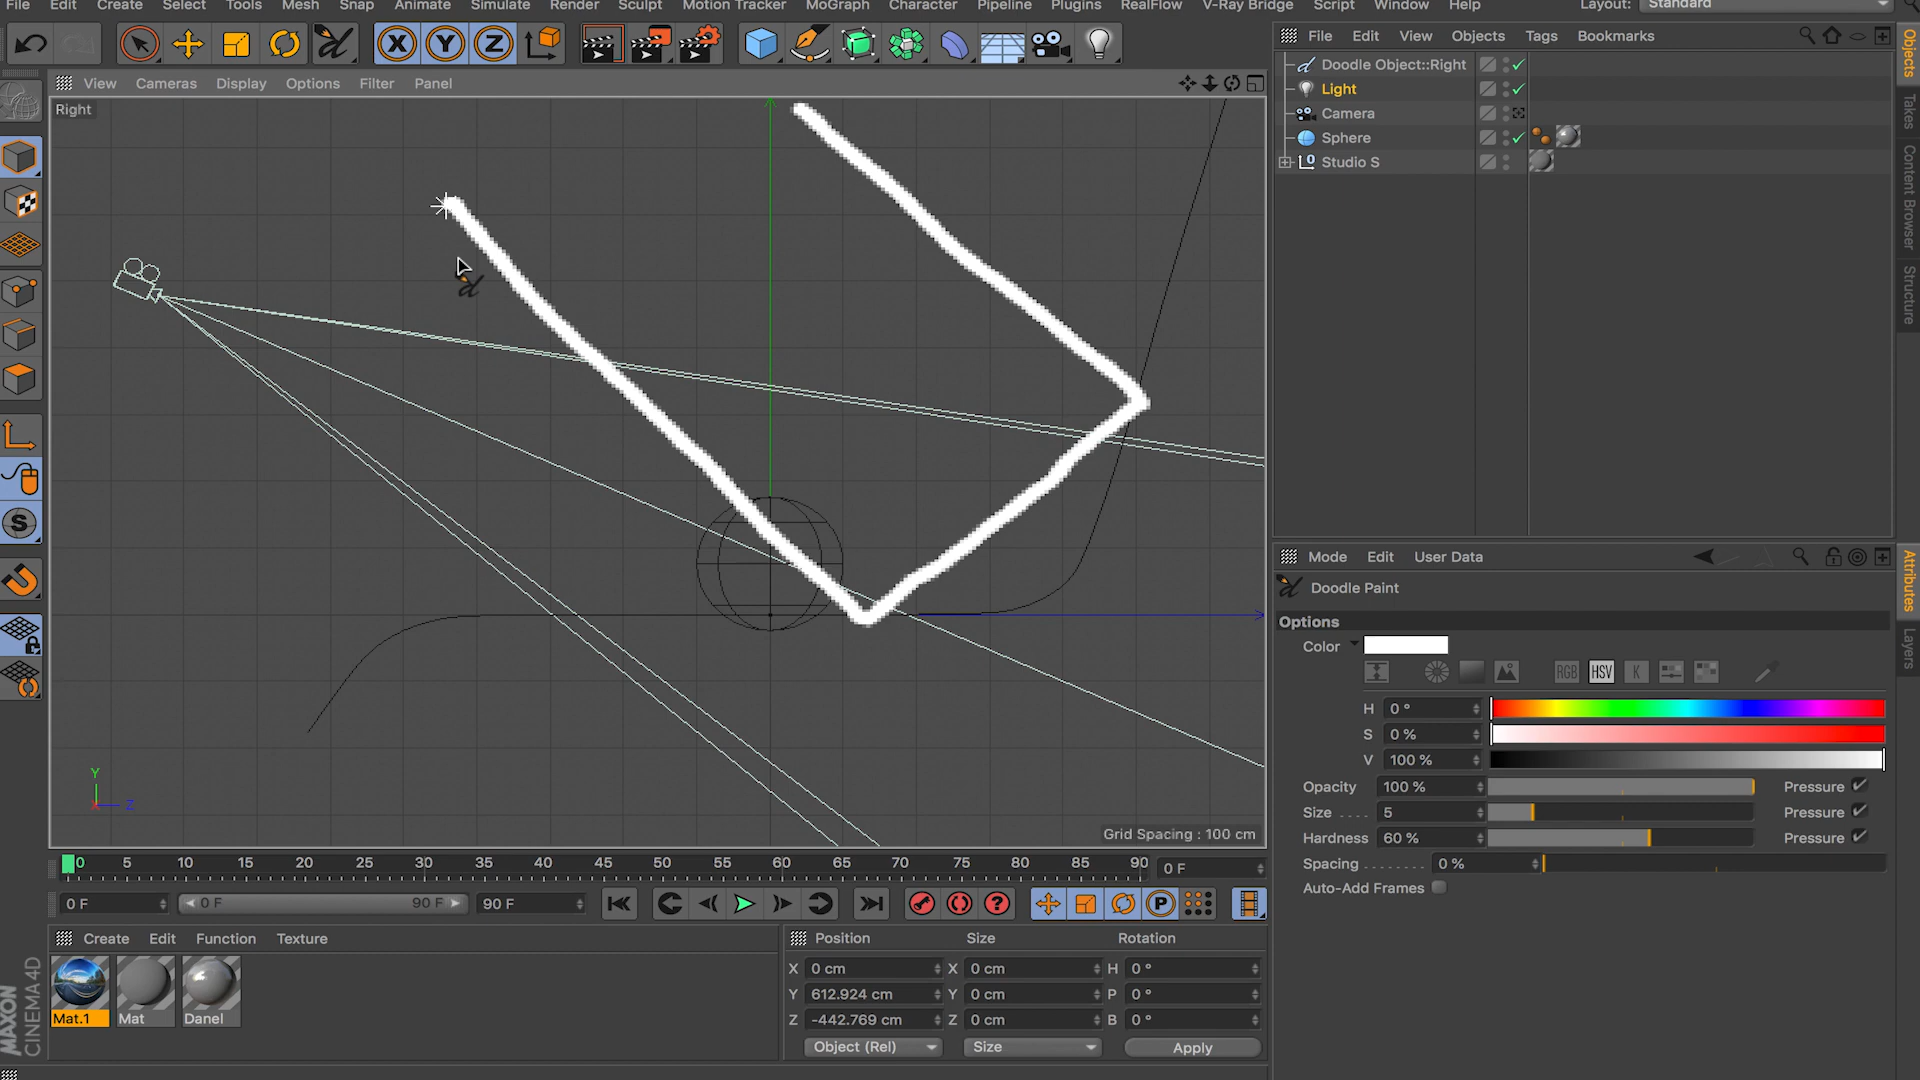 File Edit Create Select Tools Mesh Snap Animate Simulate Render Sculpt Motion Tracker MoGraph Character Pipeline Plugins RealFlow V-Ray Bridge Script Window Help Layout: Standard
File Edit View Objects Tags Bookmarks
View Cameras Display Options Filter Panel
Right
Doodle Object::Right
Light
Camera
Sphere
Studio S
Objects
Takes
Content Browser
Structure
Mode Edit User Data
Doodle Paint
Options
Color
RGB HSV K
H 0 °
S 0 %
V 100 %
Opacity 100 % Pressure
Size .... 5 Pressure
Hardness 60 % Pressure
Spacing ........ 0 %
Auto-Add Frames
Attributes
Layers
Y
X Z
Grid Spacing : 100 cm
0 5 10 15 20 25 30 35 40 45 50 55 60 65 70 75 80 85 90 0 F
0 F 0 F 90 F 90 F
Create Edit Function Texture
Mat.1 Mat Danel
Position Size Rotation
X 0 cm X 0 cm H 0 °
Y 612.924 cm Y 0 cm P 0 °
Z -442.769 cm Z 0 cm B 0 °
Object (Rel) Size Apply
MAXON
CINEMA 4D